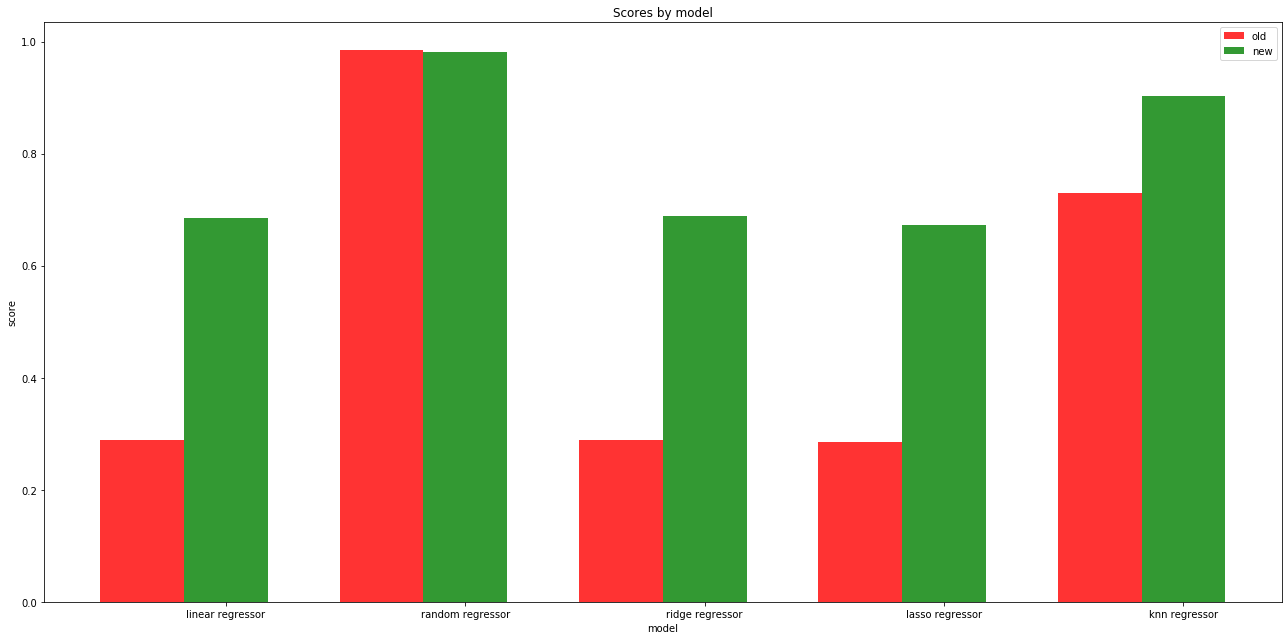 Scores by model
old
new
1.0
0.8
0.6
0.4
0.2
0.0
score
linear regressor
random regressor
ridge regressor
lasso regressor
knn regressor
model